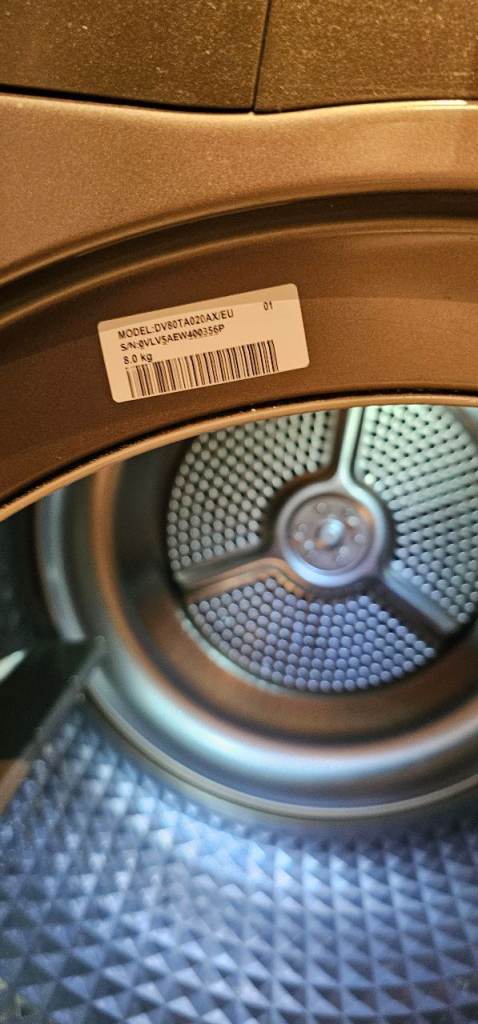 MODEL:DV80TA020AX/EU 01
S/N:0VLV5AEW400356P
8.0 kg